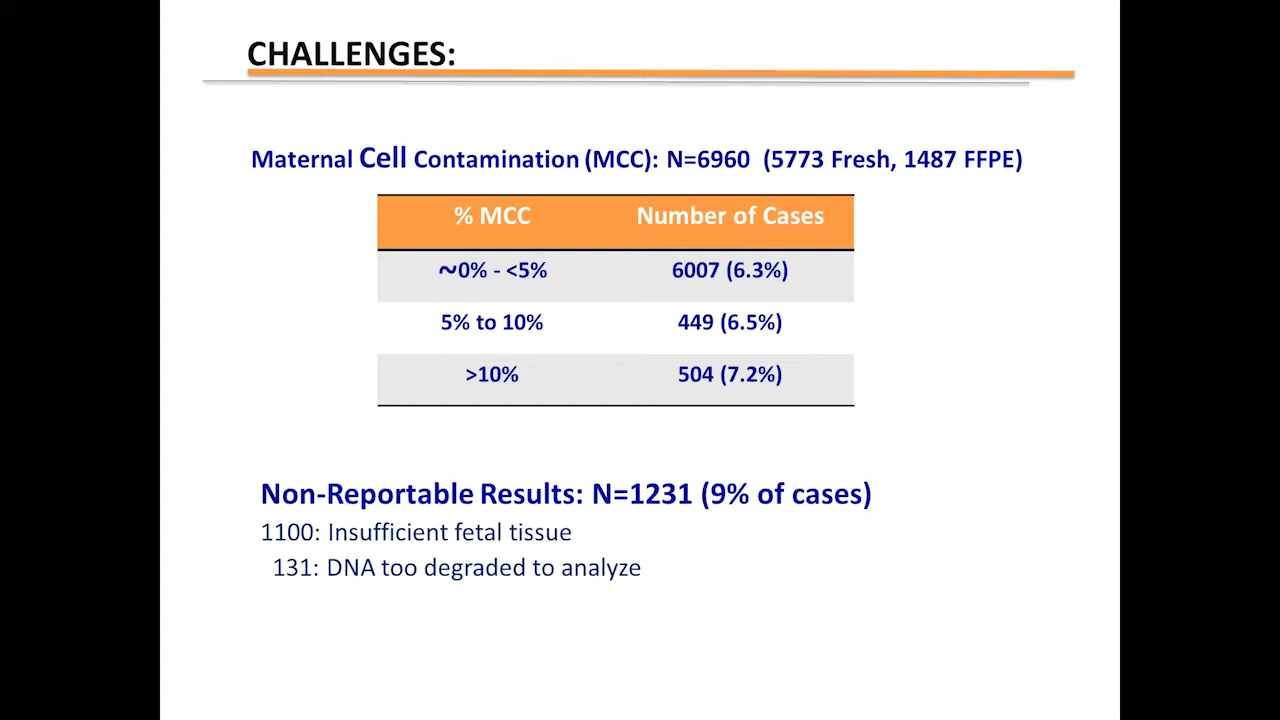 CHALLENGES:
Maternal Cell Contamination (MCC): N=6960 (5773 Fresh, 1487 FFPE)
% MCC Number of Cases
~0% - <5% 6007 (6.3%)
5% to 10% 449 (6.5%)
>10% 504 (7.2%)
Non-Reportable Results: N=1231 (9% of cases)
1100: Insufficient fetal tissue
131: DNA too degraded to analyze